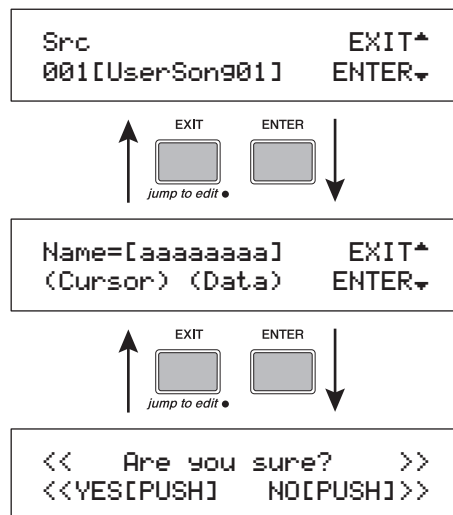 Src EXIT▲
001[UserSong01] ENTER▼
EXIT ENTER
jump to edit ●
Name=[aaaaaaaa] EXIT▲
(Cursor) (Data) ENTER▼
EXIT ENTER
jump to edit ●
<< Are you sure? >>
<<YES[PUSH] NO[PUSH]>>